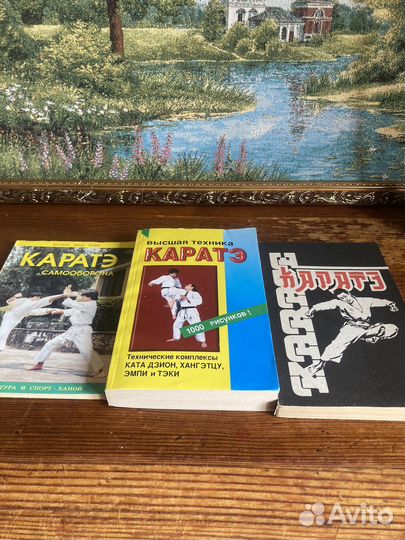 КАРАТЭ
САМООБОРОНА
ТУРА И СПОРТ · ХАНОЙ
ВЫСШАЯ ТЕХНИКА
КАРАТЭ
1000 РИСУНКОВ!
Технические комплексы
КАТА ДЗИОН, ХАНГЭТЦУ,
ЭМПИ и ТЭКИ
КАРАТЭ
KARATE
Avito